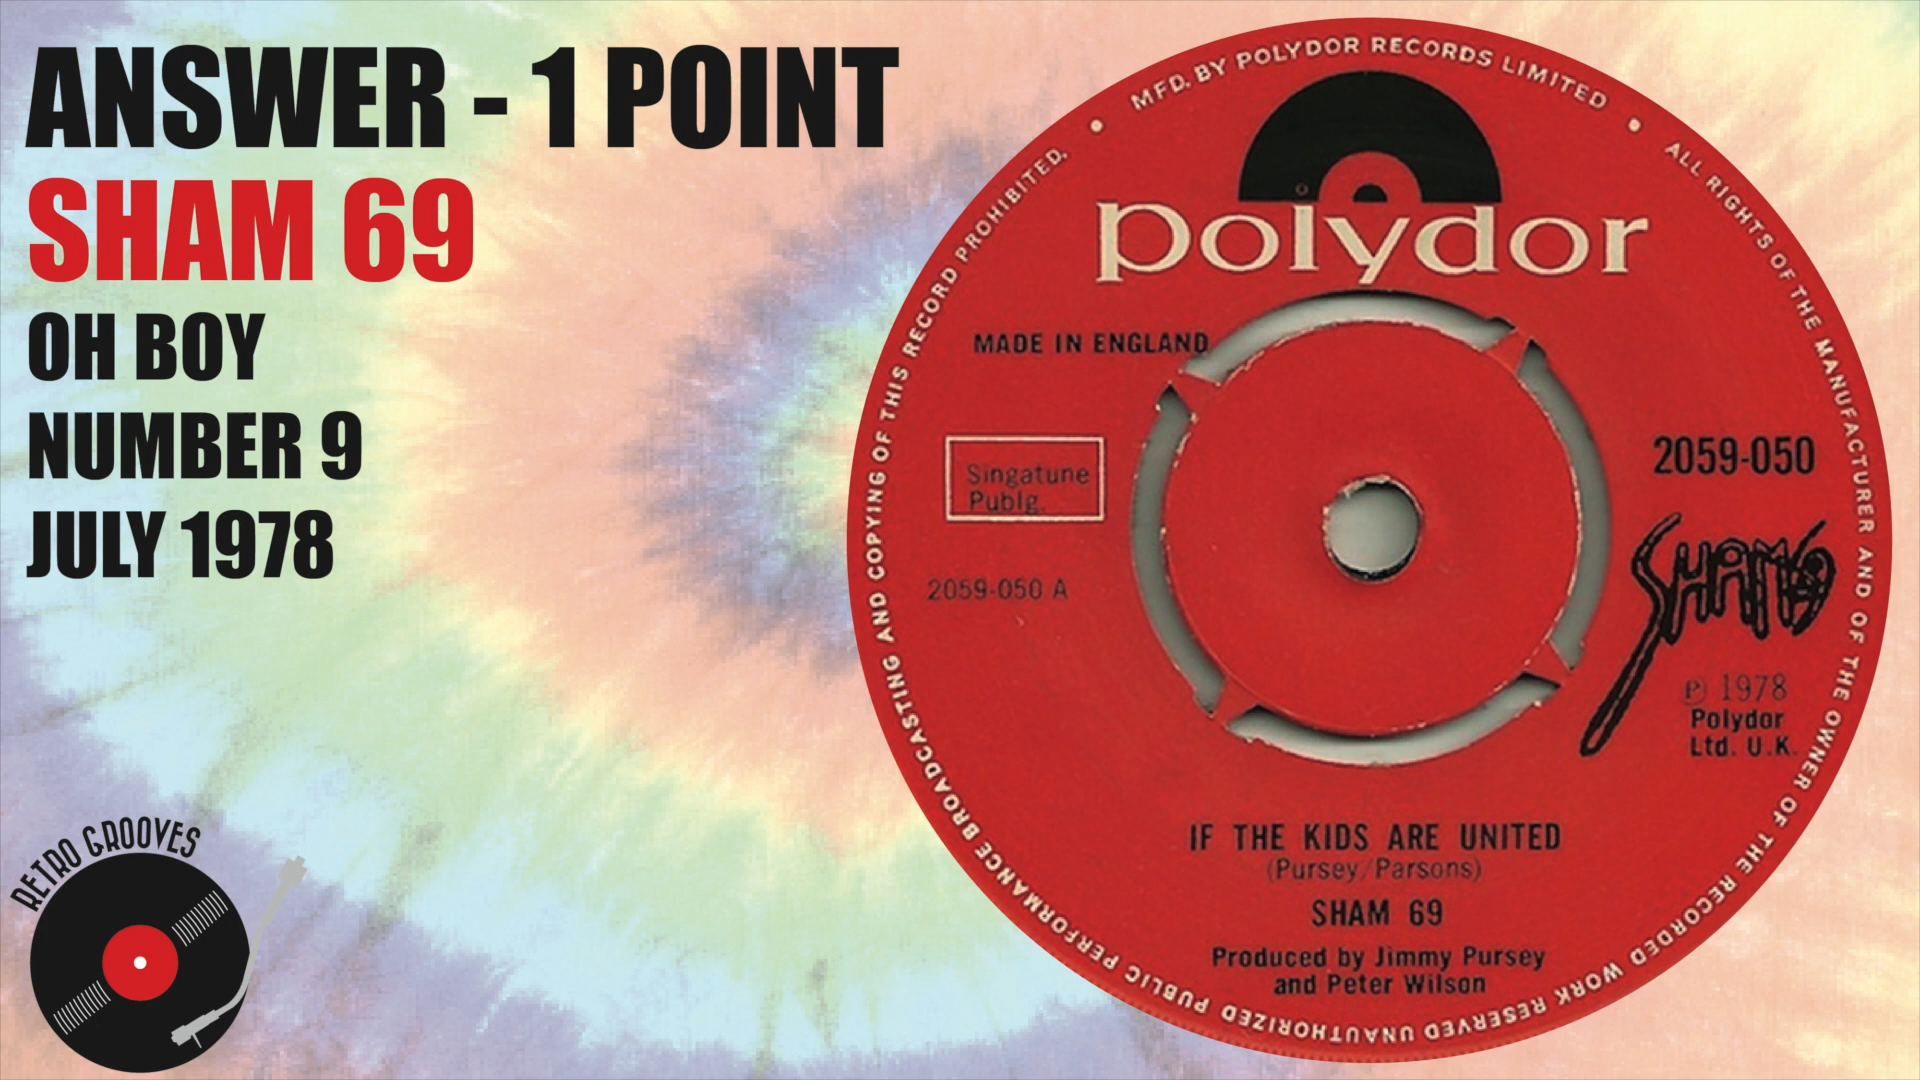 ANSWER - 1 POINT
SHAM 69
OH BOY
NUMBER 9
JULY 1978
RETRO GROOVES
MFD. BY POLYDOR RECORDS LIMITED • ALL RIGHTS OF THE MANUFACTURER AND OF THE OWNER OF THE RECORDED WORK RESERVED UNAUTHORIZED PUBLIC PERFORMANCE BROADCASTING AND COPYING OF THIS RECORD PROHIBITED. •
polydor
MADE IN ENGLAND
2059-050
Singatune
Publg.
2059-050 A
SHAM 69
℗ 1978
Polydor
Ltd. U.K.
IF THE KIDS ARE UNITED
(Pursey/Parsons)
SHAM 69
Produced by Jimmy Pursey
and Peter Wilson